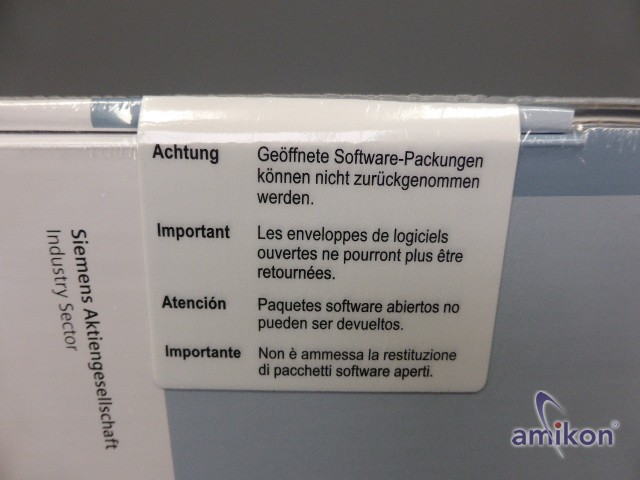 Achtung Geöffnete Software-Packungen
können nicht zurückgenommen
werden.
Important Les enveloppes de logiciels
ouvertes ne pourront plus être
retournées.
Atención Paquetes software abiertos no
pueden ser devueltos.
Importante Non è ammessa la restituzione
di pacchetti software aperti.
Siemens Aktiengesellschaft
Industry Sector
amikon®